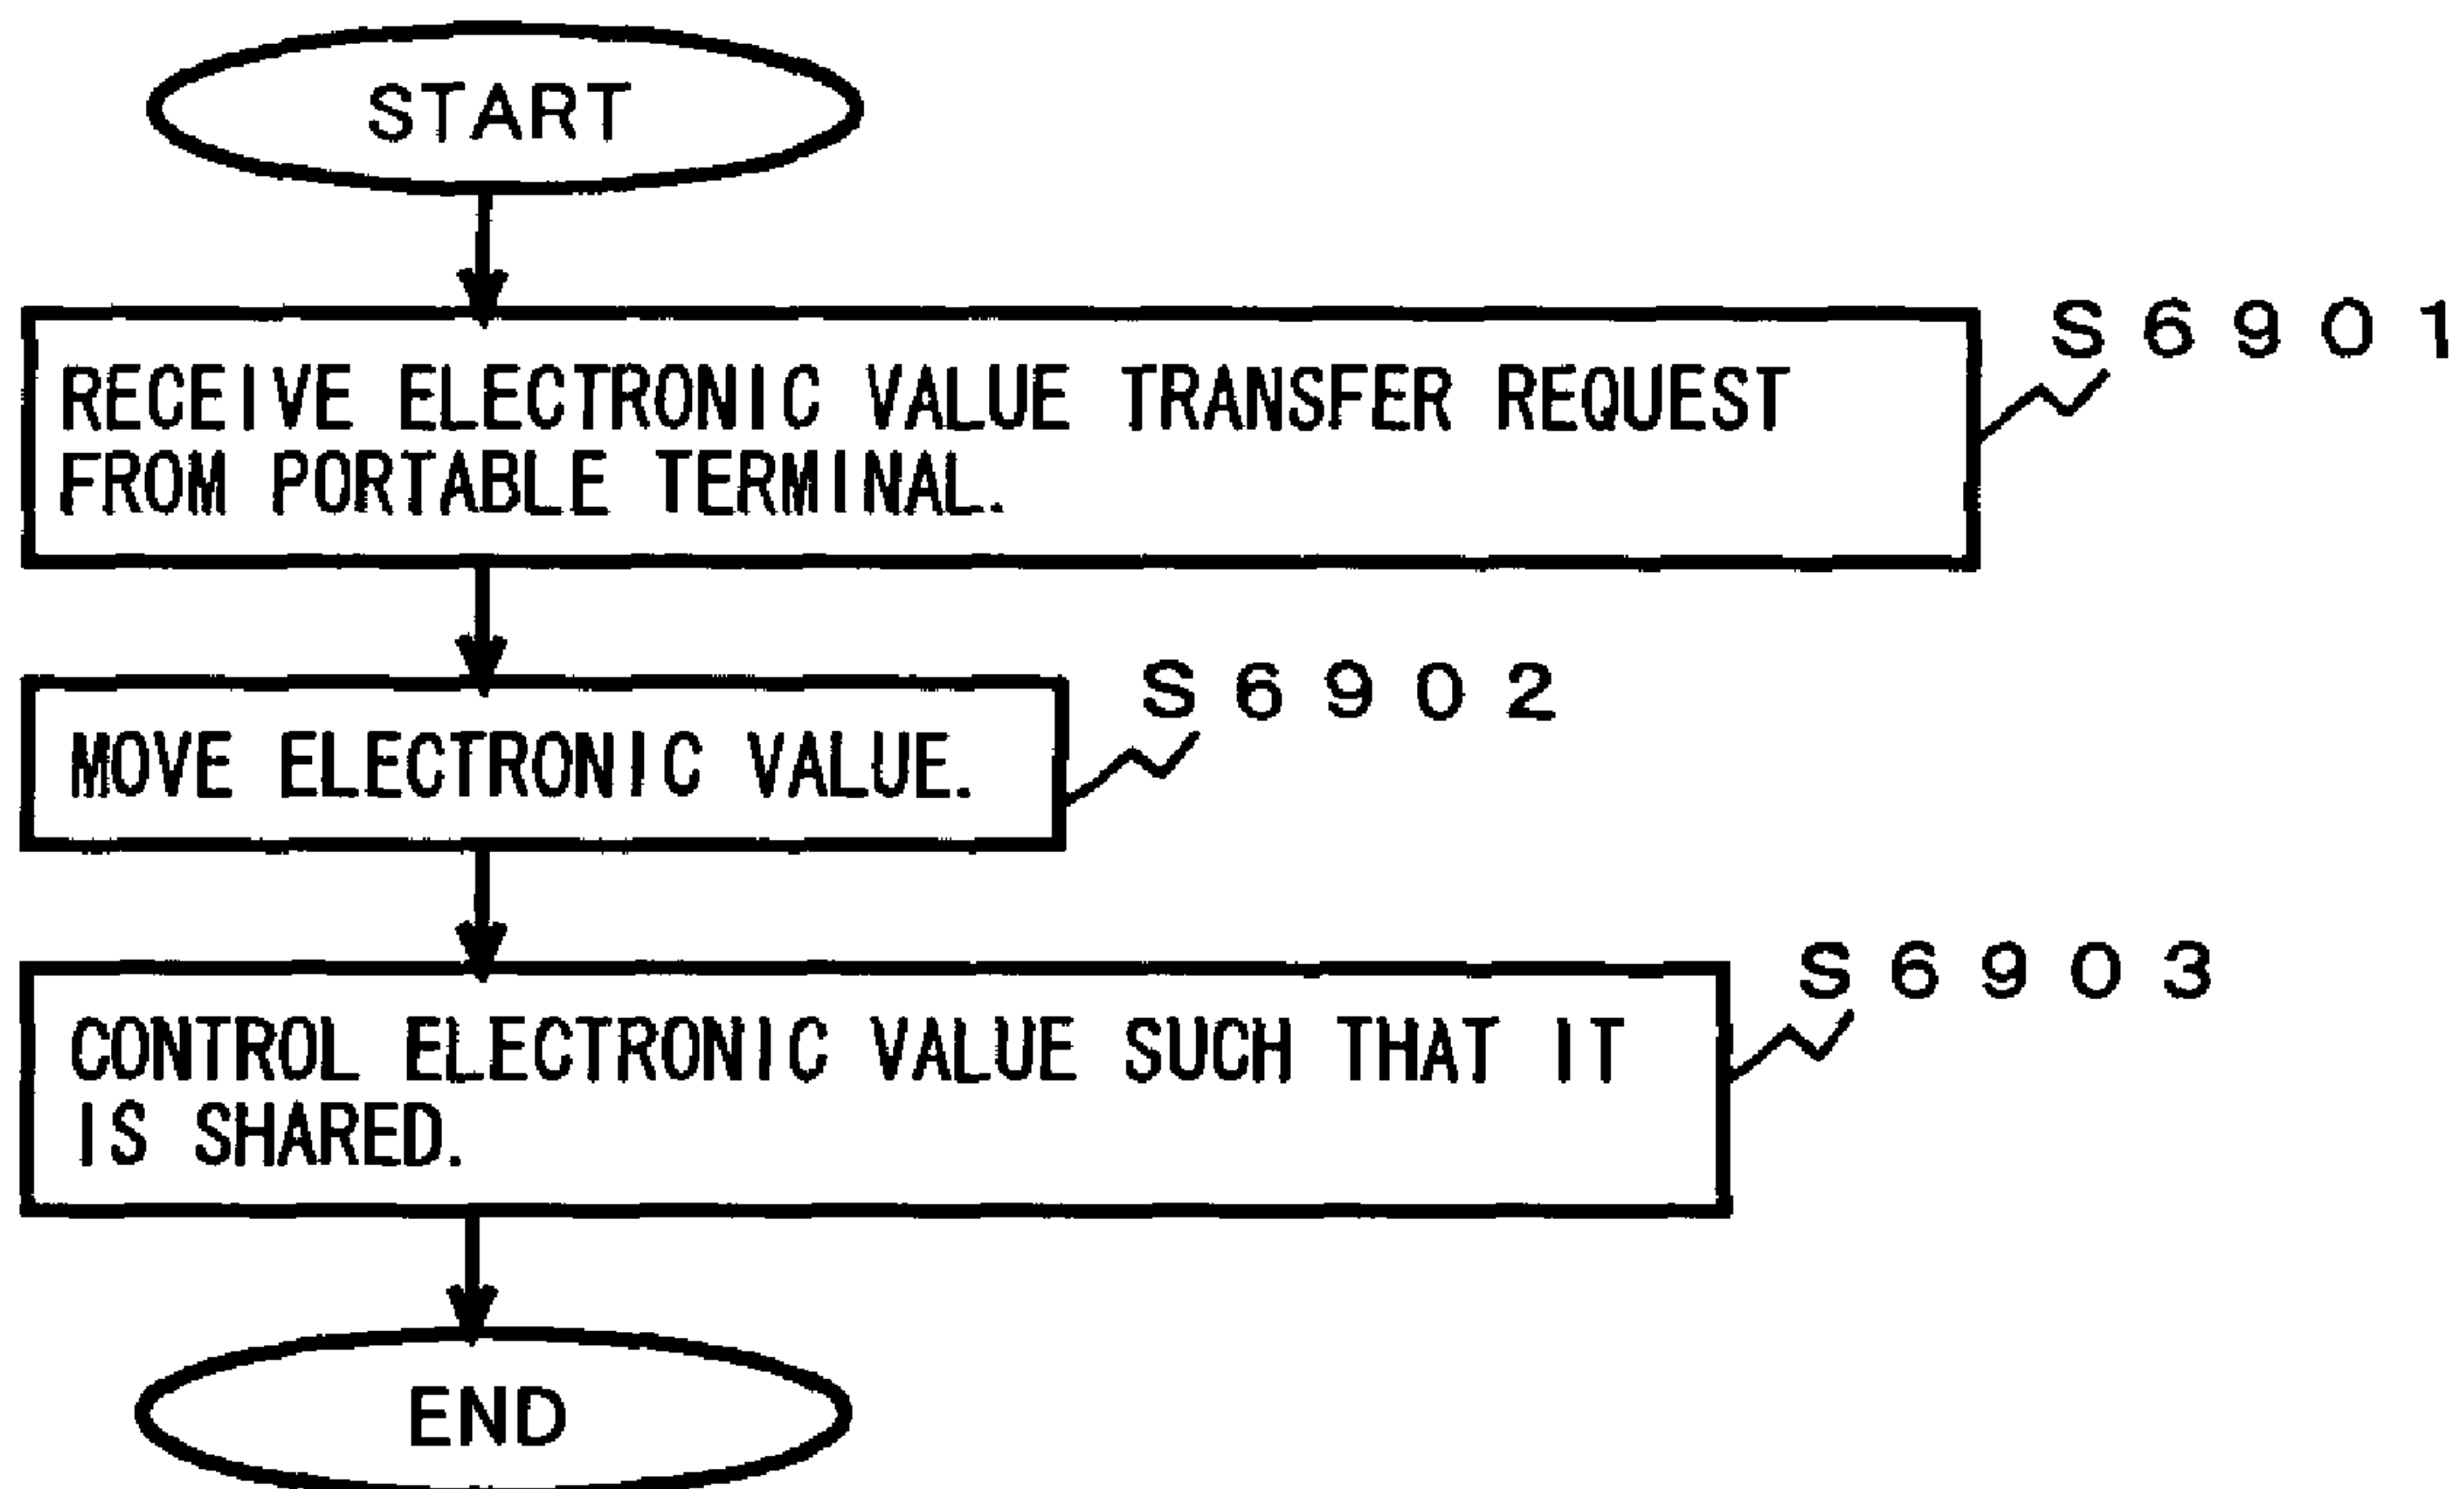 START
S6901
RECEIVE ELECTRONIC VALUE TRANSFER REQUEST
FROM PORTABLE TERMINAL.
S6902
MOVE ELECTRONIC VALUE.
S6903
CONTROL ELECTRONIC VALUE SUCH THAT IT
IS SHARED.
END